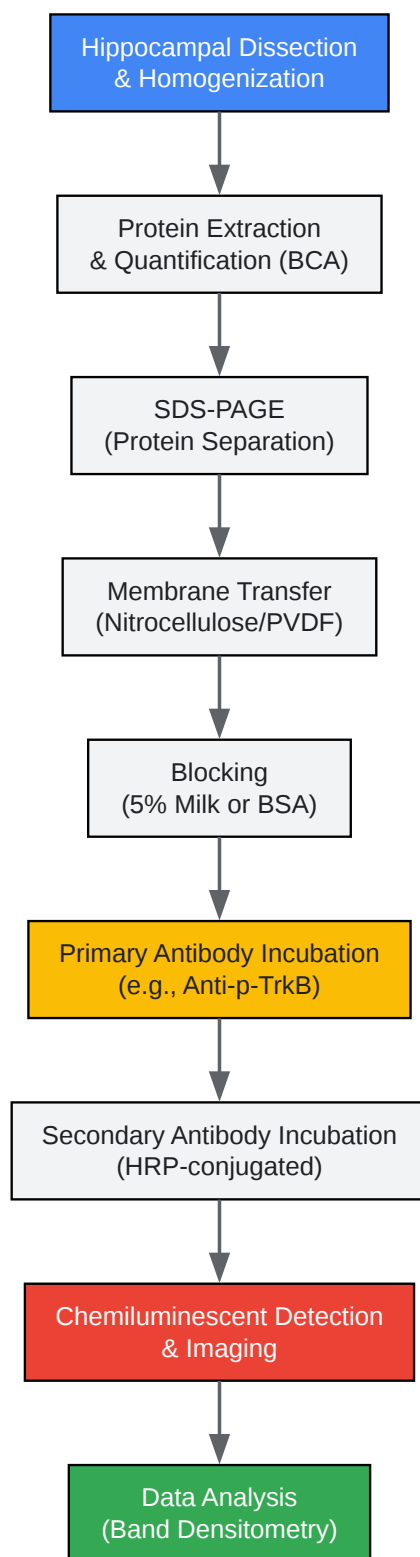 Hippocampal Dissection
& Homogenization
Protein Extraction
& Quantification (BCA)
SDS-PAGE
(Protein Separation)
Membrane Transfer
(Nitrocellulose/PVDF)
Blocking
(5% Milk or BSA)
Primary Antibody Incubation
(e.g., Anti-p-TrkB)
Secondary Antibody Incubation
(HRP-conjugated)
Chemiluminescent Detection
& Imaging
Data Analysis
(Band Densitometry)